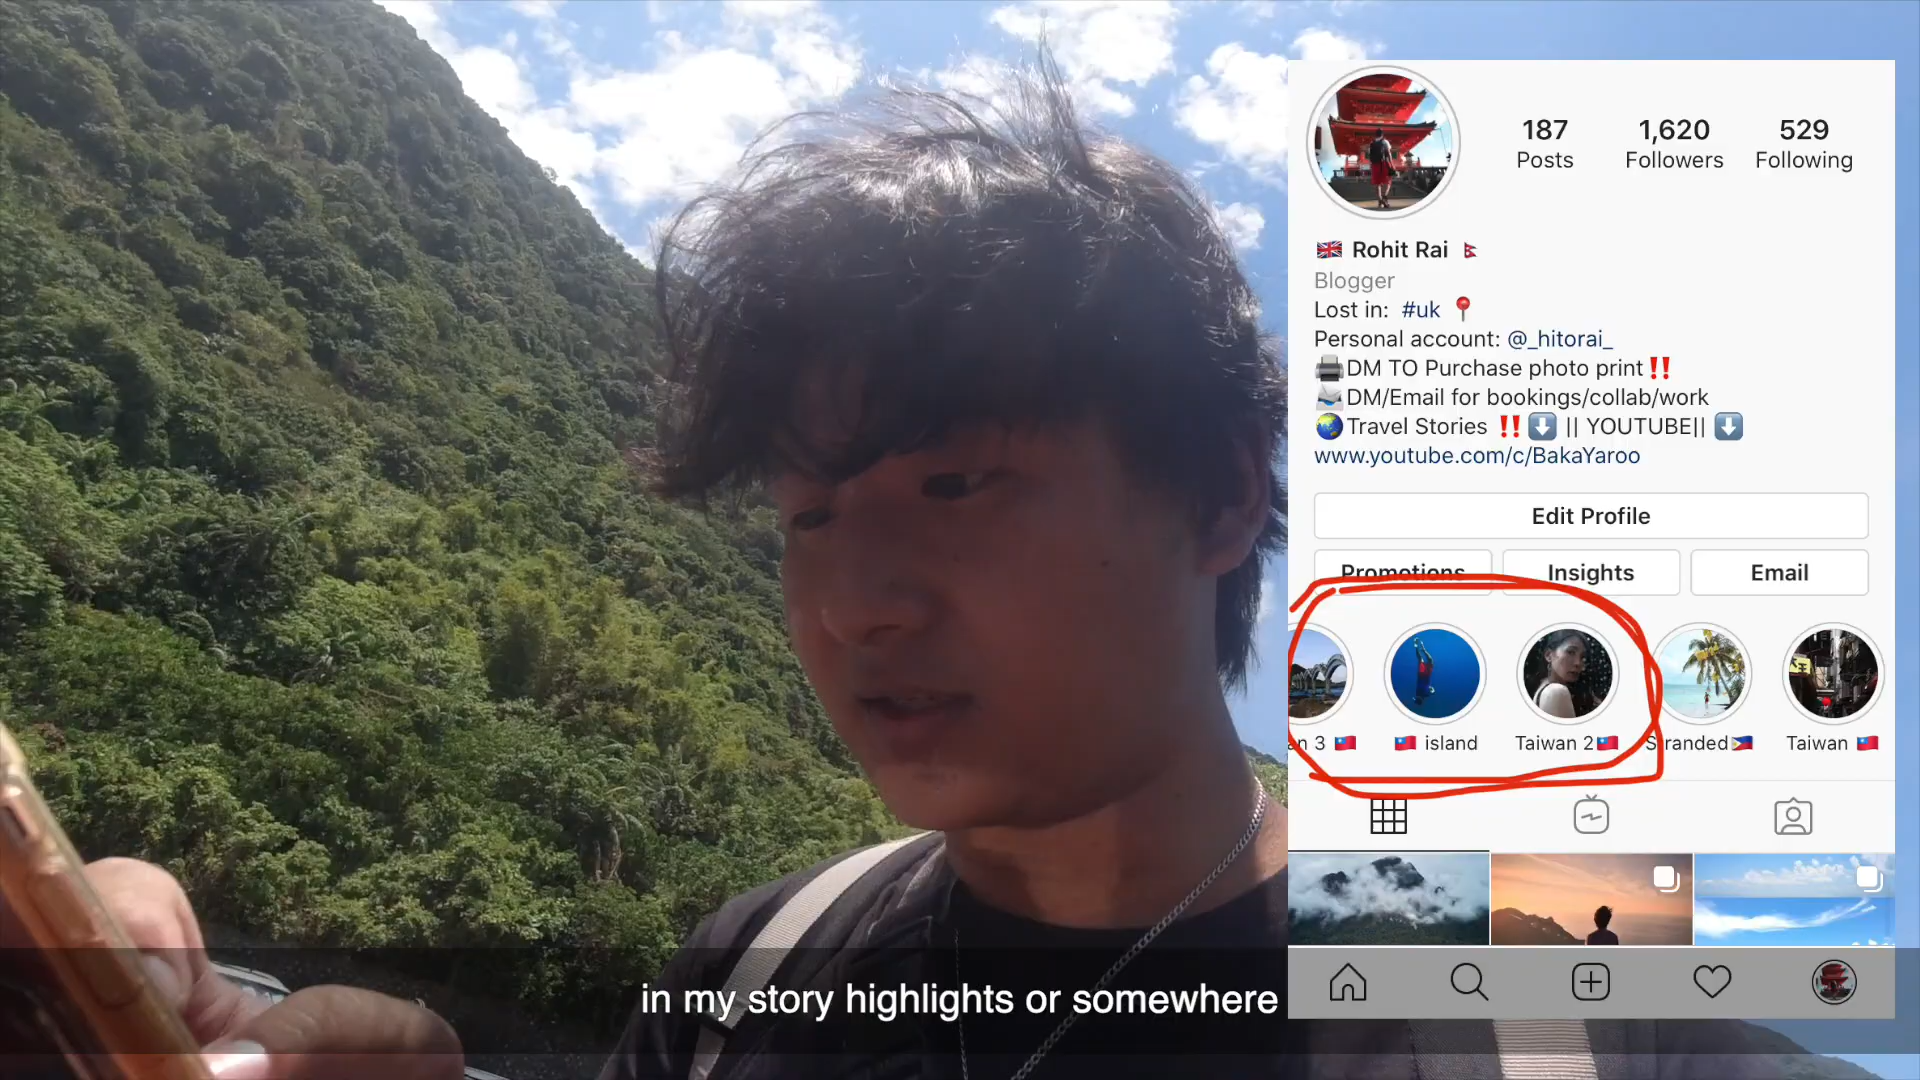 187 1,620 529
Posts Followers Following
🇬🇧 Rohit Rai 🇳🇵
Blogger
Lost in: #uk 📍
Personal account: @_hitorai_
🖨DM TO Purchase photo print‼️
📨DM/Email for bookings/collab/work
🌏Travel Stories ‼️⬇️ || YOUTUBE|| ⬇️
www.youtube.com/c/BakaYaroo
Edit Profile
Promotions Insights Email
an 3 🇹🇼 🇹🇼 island Taiwan 2🇹🇼 Stranded🇵🇭 Taiwan 🇹🇼
in my story highlights or somewhere